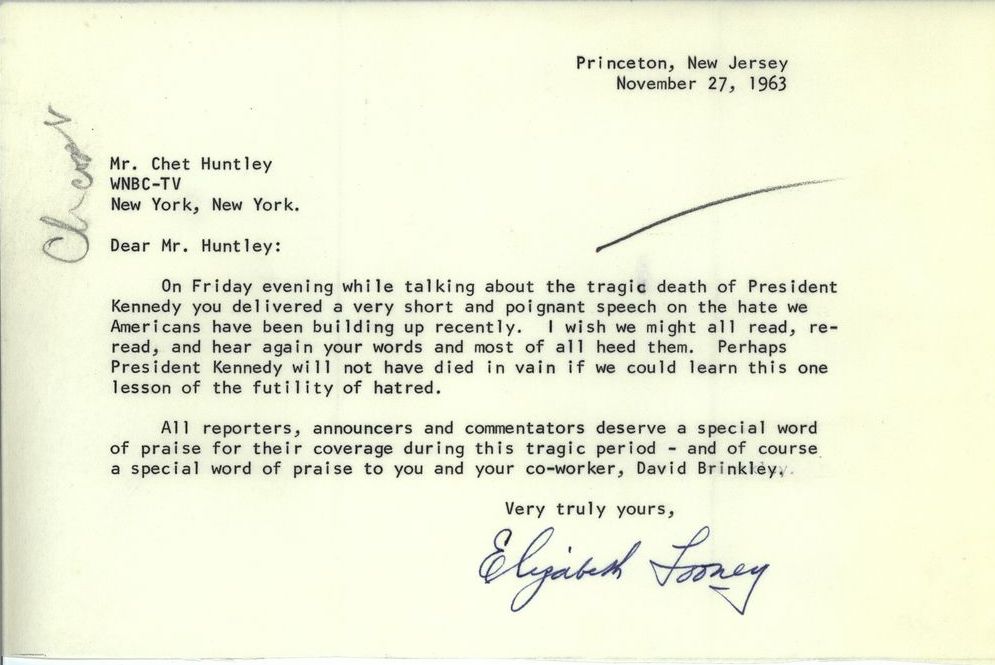 Princeton, New Jersey
November 27, 1963
Mr. Chet Huntley
WNBC-TV
New York, New York.
Dear Mr. Huntley:
On Friday evening while talking about the tragic death of President
Kennedy you delivered a very short and poignant speech on the hate we
Americans have been building up recently. I wish we might all read, re-
read, and hear again your words and most of all heed them. Perhaps
President Kennedy will not have died in vain if we could learn this one
lesson of the futility of hatred.
All reporters, announcers and commentators deserve a special word
of praise for their coverage during this tragic period - and of course
a special word of praise to you and your co-worker, David Brinkley.
Very truly yours,
Elizabeth Looney